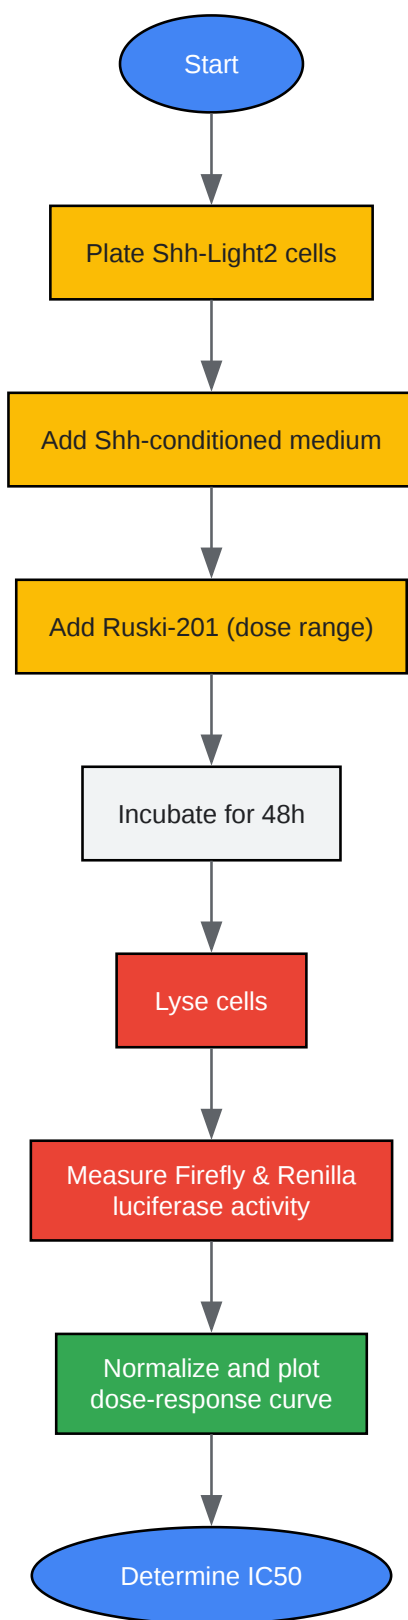 Start
Plate Shh-Light2 cells
Add Shh-conditioned medium
Add Ruski-201 (dose range)
Incubate for 48h
Lyse cells
Measure Firefly & Renilla
luciferase activity
Normalize and plot
dose-response curve
Determine IC50